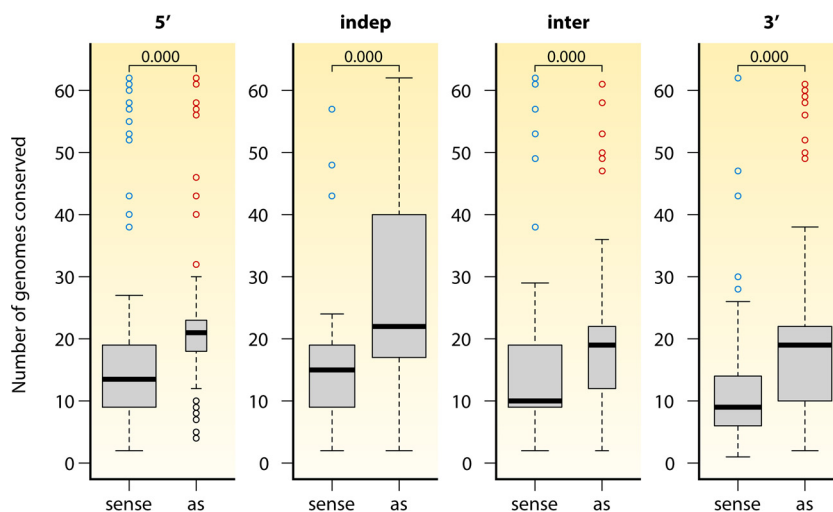 5′ indep inter 3′
0.000 0.000 0.000 0.000
Number of genomes conserved
60 60 60 60
50 50 50 50
40 40 40 40
30 30 30 30
20 20 20 20
10 10 10 10
0 0 0 0
sense as sense as sense as sense as